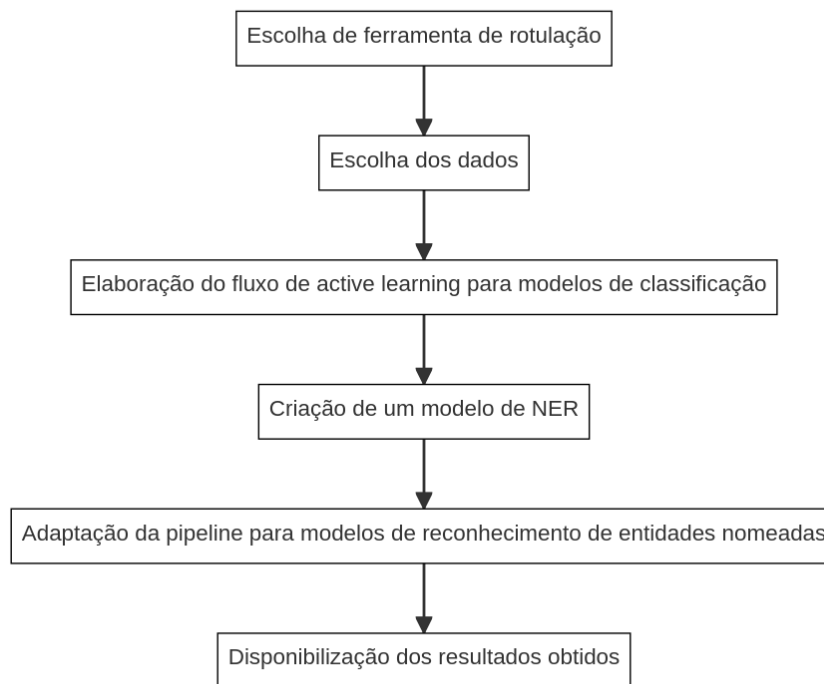 Escolha de ferramenta de rotulação
Escolha dos dados
Elaboração do fluxo de active learning para modelos de classificação
Criação de um modelo de NER
Adaptação da pipeline para modelos de reconhecimento de entidades nomeadas
Disponibilização dos resultados obtidos